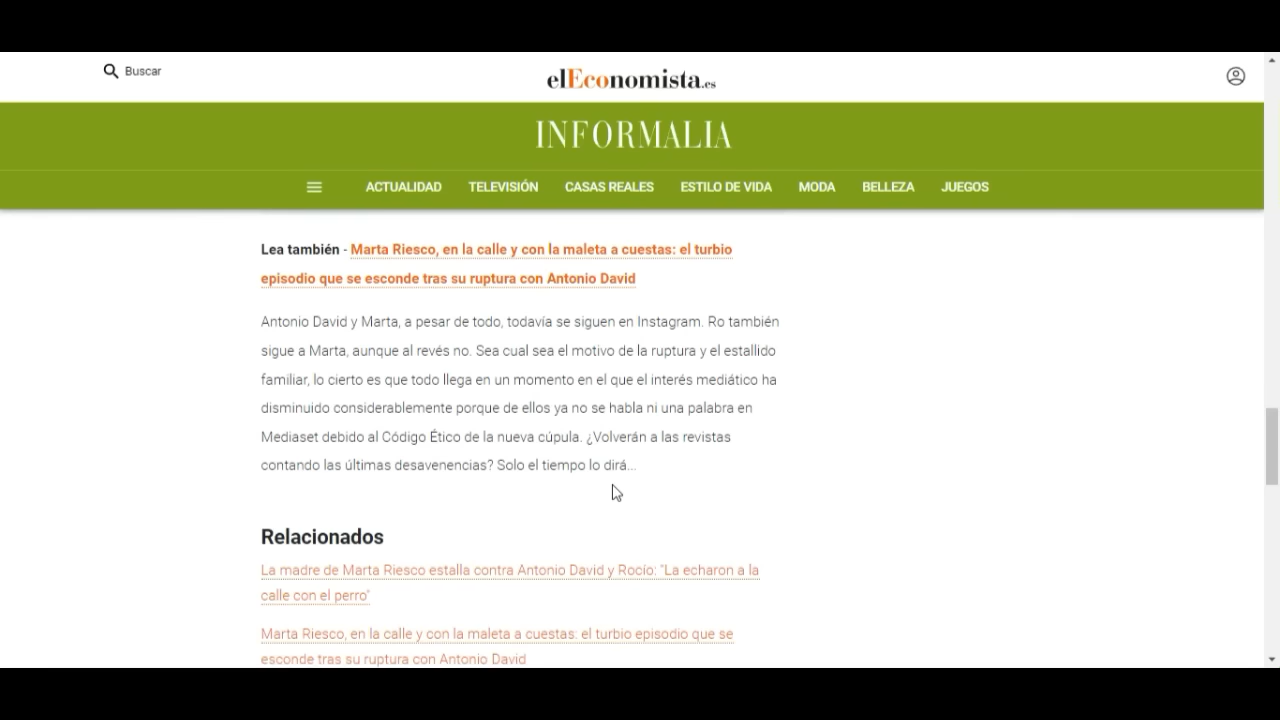 Buscar
elEconomista.es
INFORMALIA
ACTUALIDAD TELEVISIÓN CASAS REALES ESTILO DE VIDA MODA BELLEZA JUEGOS
Lea también - Marta Riesco, en la calle y con la maleta a cuestas: el turbio
episodio que se esconde tras su ruptura con Antonio David
Antonio David y Marta, a pesar de todo, todavía se siguen en Instagram. Ro también
sigue a Marta, aunque al revés no. Sea cual sea el motivo de la ruptura y el estallido
familiar, lo cierto es que todo llega en un momento en el que el interés mediático ha
disminuido considerablemente porque de ellos ya no se habla ni una palabra en
Mediaset debido al Código Ético de la nueva cúpula. ¿Volverán a las revistas
contando las últimas desavenencias? Solo el tiempo lo dirá...
Relacionados
La madre de Marta Riesco estalla contra Antonio David y Rocío: "La echaron a la
calle con el perro"
Marta Riesco, en la calle y con la maleta a cuestas: el turbio episodio que se
esconde tras su ruptura con Antonio David